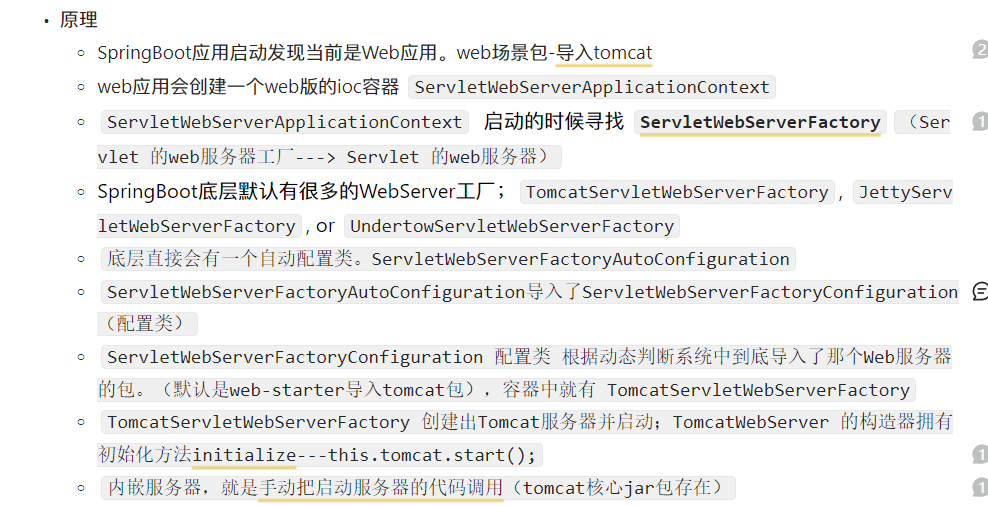 • 原理
○ SpringBoot应用启动发现当前是Web应用。web场景包-导入tomcat
2
○ web应用会创建一个web版的ioc容器 ServletWebServerApplicationContext
○ ServletWebServerApplicationContext 启动的时候寻找 ServletWebServerFactory （Ser
1
vlet 的web服务器工厂---> Servlet 的web服务器）
○ SpringBoot底层默认有很多的WebServer工厂； TomcatServletWebServerFactory , JettyServ
letWebServerFactory , or UndertowServletWebServerFactory
○ 底层直接会有一个自动配置类。ServletWebServerFactoryAutoConfiguration
○ ServletWebServerFactoryAutoConfiguration导入了ServletWebServerFactoryConfiguration
（配置类）
○ ServletWebServerFactoryConfiguration 配置类 根据动态判断系统中到底导入了那个Web服务器
的包。（默认是web-starter导入tomcat包），容器中就有 TomcatServletWebServerFactory
○ TomcatServletWebServerFactory 创建出Tomcat服务器并启动；TomcatWebServer 的构造器拥有
初始化方法initialize---this.tomcat.start();
1
○ 内嵌服务器，就是手动把启动服务器的代码调用（tomcat核心jar包存在）
1